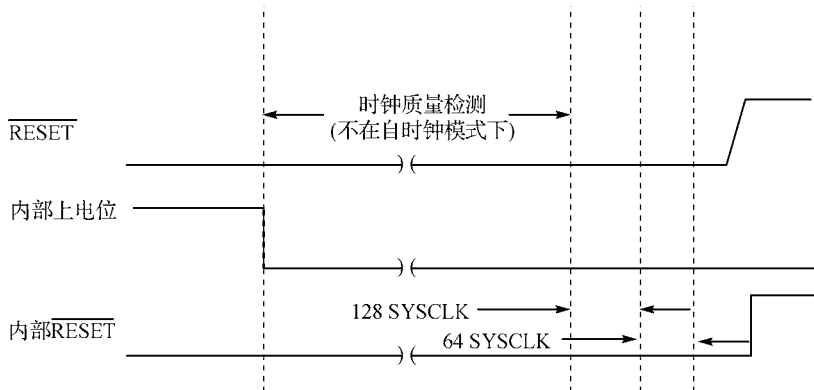 时钟质量检测
(不在自时钟模式下)
RESET
内部上电位
128 SYSCLK
内部RESET
64 SYSCLK